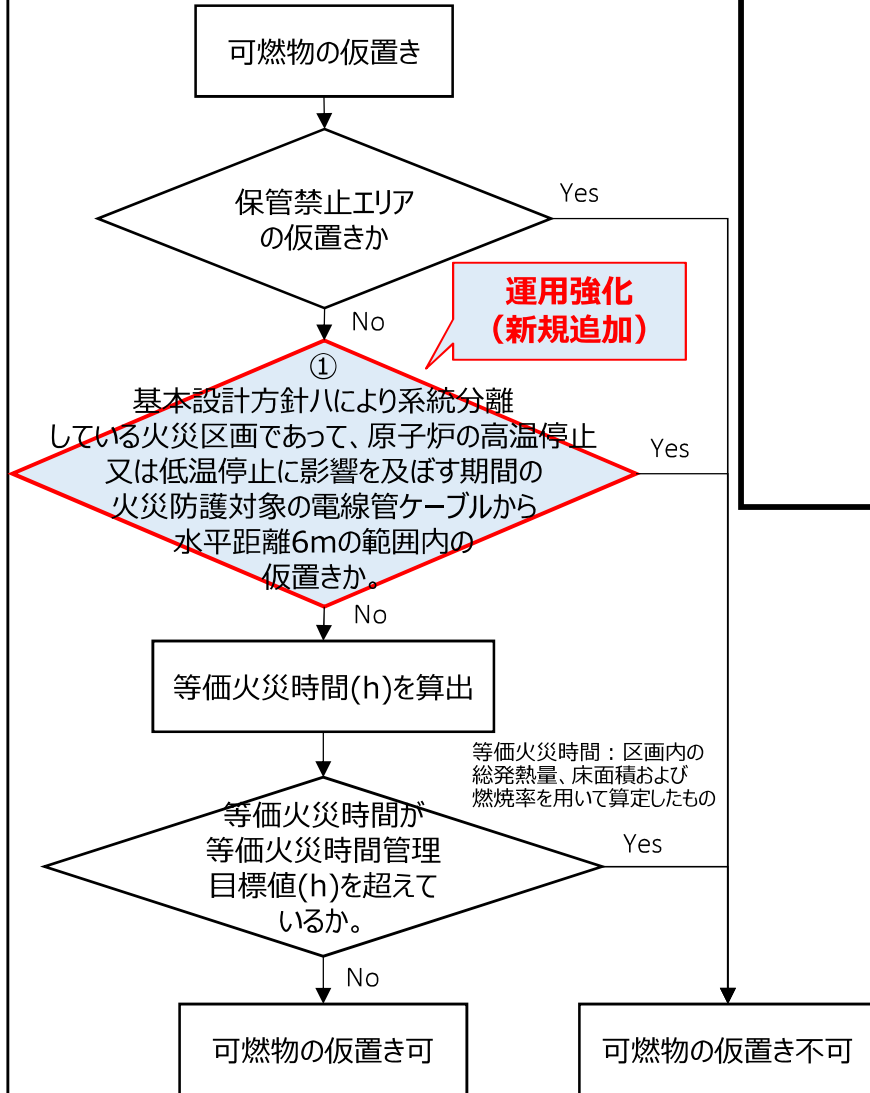 可燃物の仮置き
保管禁止エリア
の仮置きか
Yes
運用強化
（新規追加）
No
①
基本設計方針ハにより系統分離
している火災区画であって、原子炉の高温停止
又は低温停止に影響を及ぼす期間の
火災防護対象の電線管ケーブルから
水平距離6mの範囲内の
仮置きか。
Yes
No
等価火災時間(h)を算出
等価火災時間：区画内の
総発熱量、床面積および
燃焼率を用いて算定したもの
等価火災時間が
等価火災時間管理
目標値(h)を超えて
いるか。
Yes
No
可燃物の仮置き可
可燃物の仮置き不可